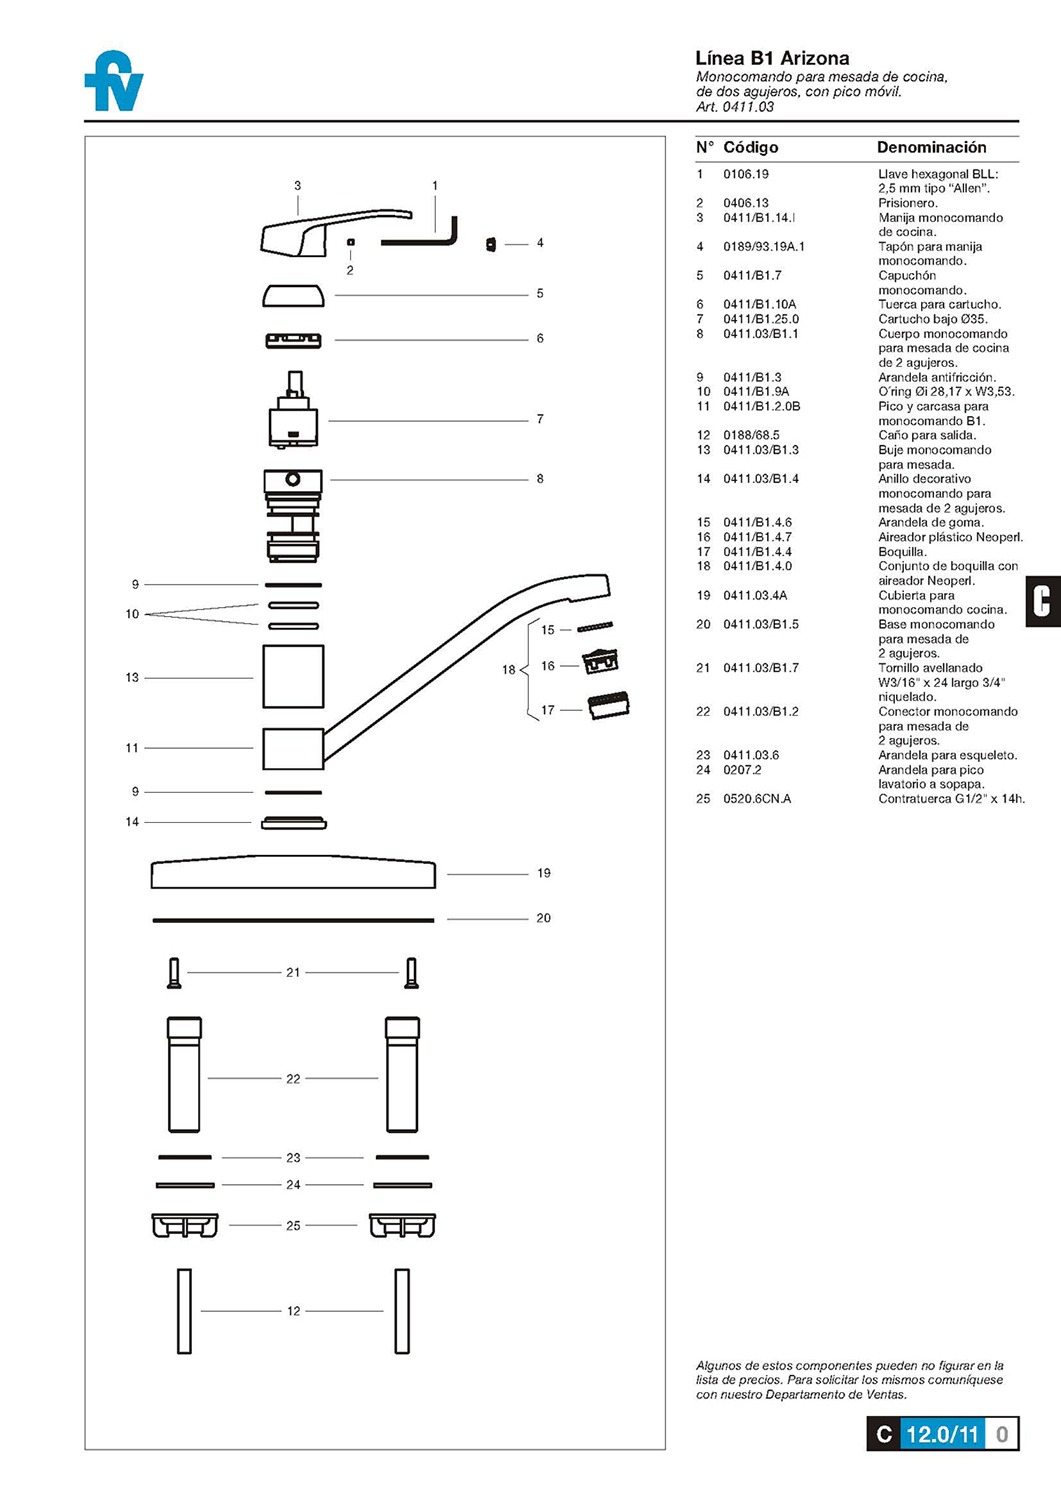 fv
Línea B1 Arizona
Monocomando para mesada de cocina,
de dos agujeros, con pico móvil.
Art. 0411.03
N° Código Denominación
1 0106.19 Llave hexagonal BLL:
2,5 mm tipo “Allen”.
2 0406.13 Prisionero.
3 0411/B1.14.I Manija monocomando
de cocina.
4 0189/93.19A.1 Tapón para manija
monocomando.
5 0411/B1.7 Capuchón
monocomando.
6 0411/B1.10A Tuerca para cartucho.
7 0411/B1.25.0 Cartucho bajo Ø35.
8 0411.03/B1.1 Cuerpo monocomando
para mesada de cocina
de 2 agujeros.
9 0411/B1.3 Arandela antifricción.
10 0411/B1.9A O´ring Øi 28,17 x W3,53.
11 0411/B1.2.0B Pico y carcasa para
monocomando B1.
12 0188/68.5 Caño para salida.
13 0411.03/B1.3 Buje monocomando
para mesada.
14 0411.03/B1.4 Anillo decorativo
monocomando para
mesada de 2 agujeros.
15 0411/B1.4.6 Arandela de goma.
16 0411/B1.4.7 Aireador plástico Neoperl.
17 0411/B1.4.4 Boquilla.
18 0411/B1.4.0 Conjunto de boquilla con
aireador Neoperl.
19 0411.03.4A Cubierta para
monocomando cocina.
20 0411.03/B1.5 Base monocomando
para mesada de
2 agujeros.
21 0411.03/B1.7 Tornillo avellanado
W3/16" x 24 largo 3/4"
niquelado.
22 0411.03/B1.2 Conector monocomando
para mesada de
2 agujeros.
23 0411.03.6 Arandela para esqueleto.
24 0207.2 Arandela para pico
lavatorio a sopapa.
25 0520.6CN.A Contratuerca G1/2" x 14h.
3
1
4
2
5
6
7
8
9
10
15
18
16
13
17
11
9
14
19
20
21
22
23
24
25
12
C
Algunos de estos componentes pueden no figurar en la
lista de precios. Para solicitar los mismos comuníquese
con nuestro Departamento de Ventas.
C 12.0/11 0